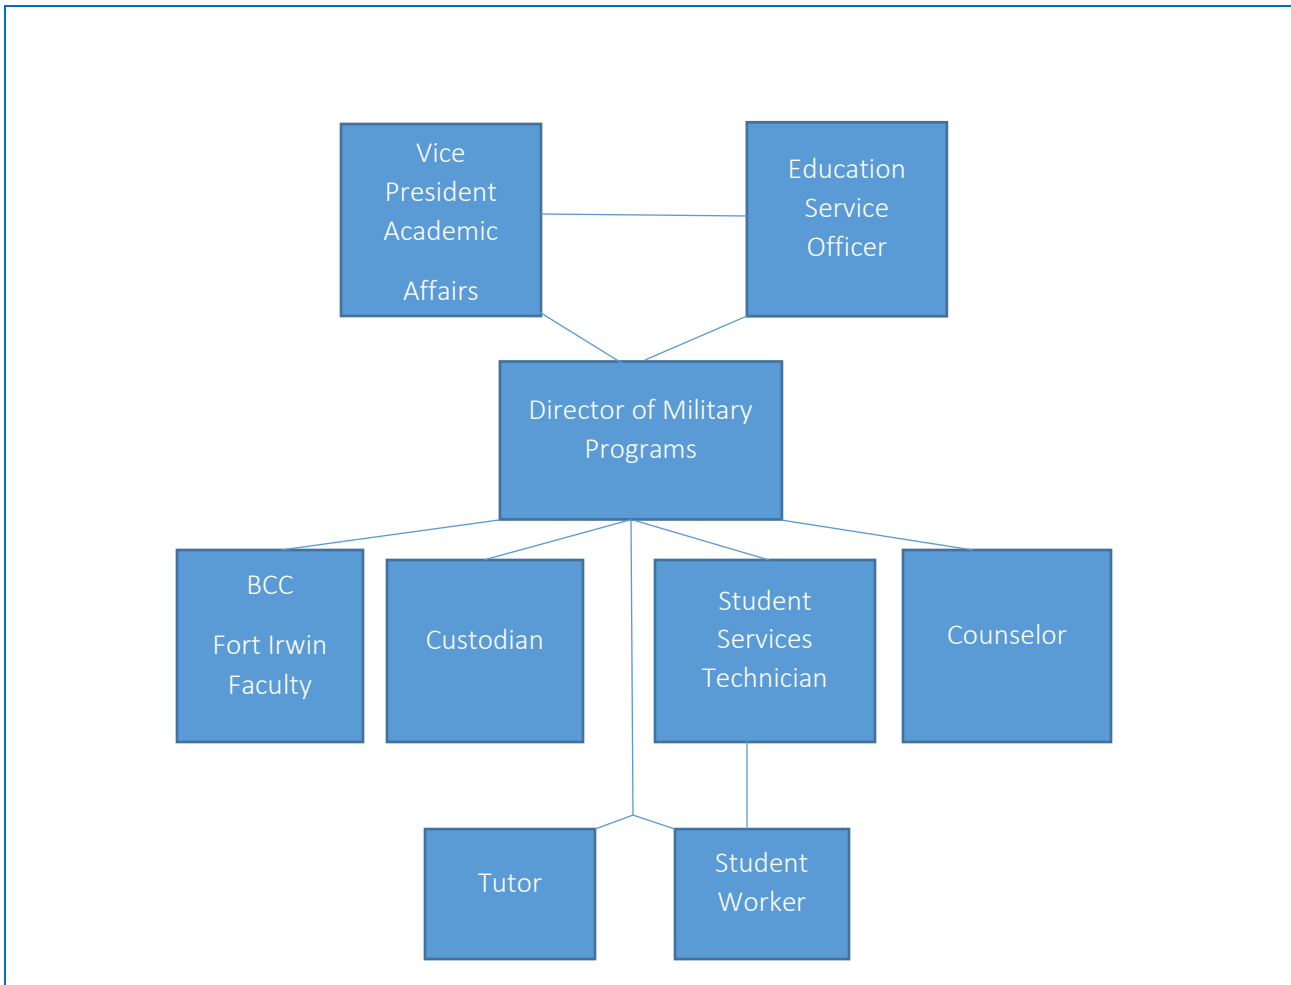 Vice
President
Academic
Affairs
Education
Service
Officer
Director of Military
Programs
BCC
Fort Irwin
Faculty
Custodian
Student
Services
Technician
Counselor
Tutor
Student
Worker